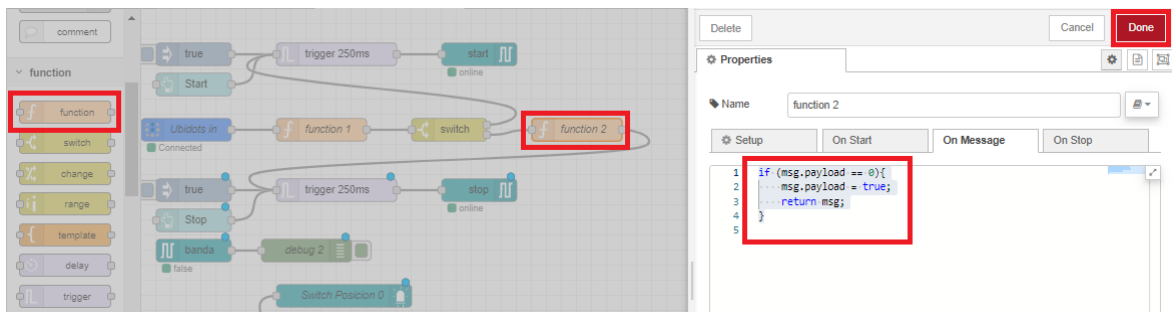 comment
function
function
switch
change
range
template
delay
trigger
true
trigger 250ms
start
online
Start
Ubidots in
Connected
function 1
switch
function 2
true
trigger 250ms
stop
online
Stop
banda
false
debug 2
Switch Posicion 0
Delete
Cancel
Done
Properties
Name
function 2
Setup
On Start
On Message
On Stop
1 if (msg.payload == 0){
2 msg.payload = true;
3 return msg;
4 }
5